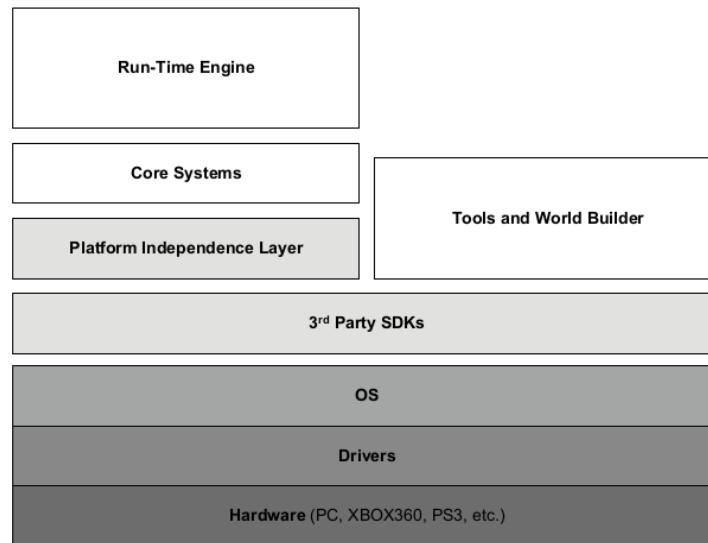 Run-Time Engine
Core Systems
Tools and World Builder
Platform Independence Layer
3rd Party SDKs
OS
Drivers
Hardware (PC, XBOX360, PS3, etc.)